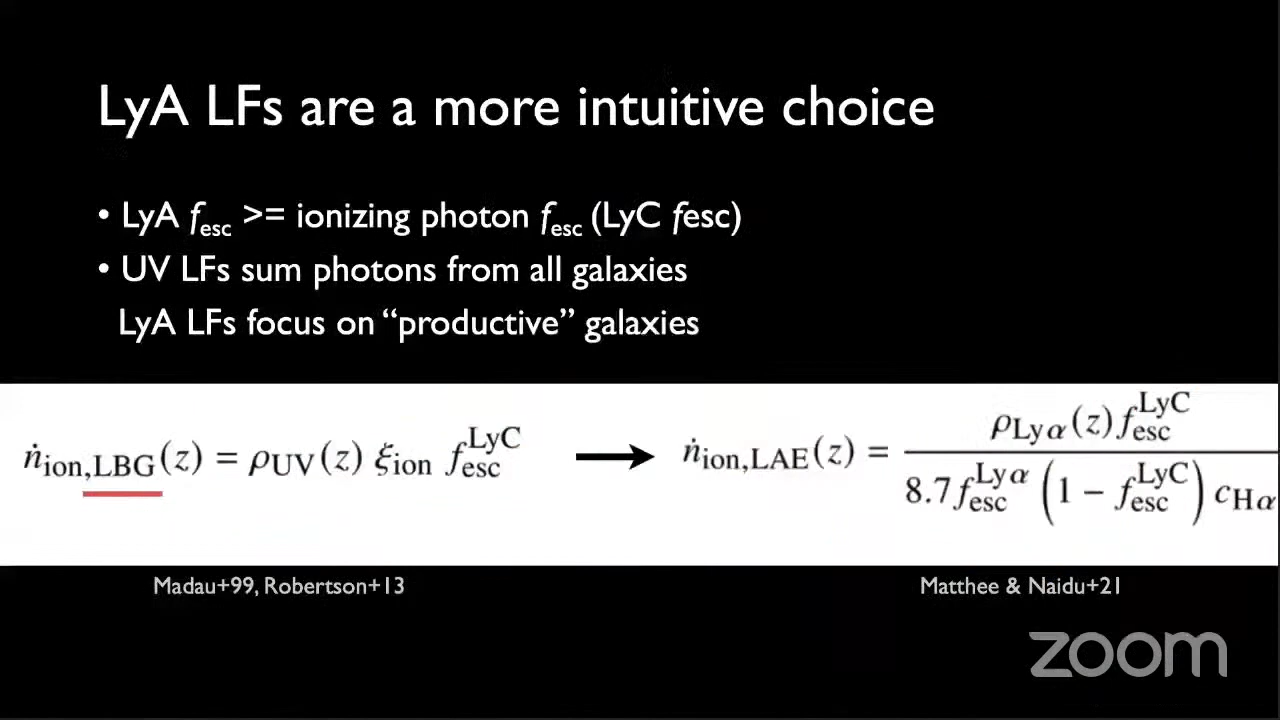 LyA LFs are a more intuitive choice
• LyA fesc >= ionizing photon fesc (LyC fesc)
• UV LFs sum photons from all galaxies
LyA LFs focus on “productive” galaxies
ṅion,LBG(z) = ρUV(z) ξion fescLyC → ṅion,LAE(z) = ρLyα(z) fescLyC / 8.7 fescLyα (1 − fescLyC) cHα
Madau+99, Robertson+13
Matthee & Naidu+21
zoom